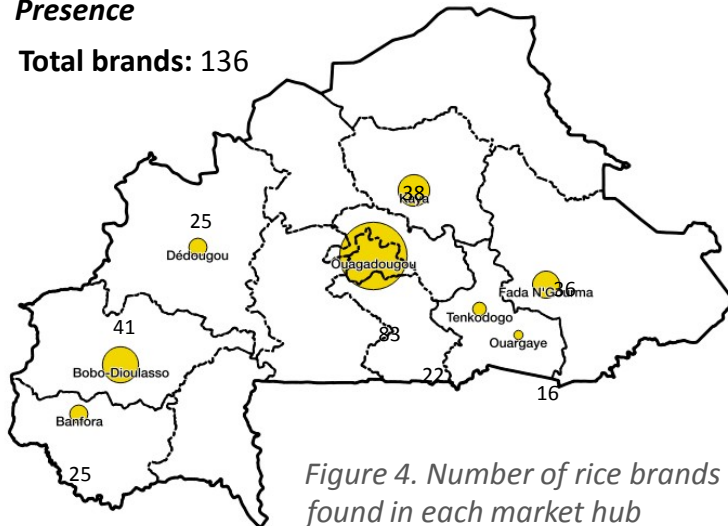 Presence
Total brands: 136
38
Kaya
25
Dédougou
Ouagadougou
Fada N'Gourma
36
Tenkodogo
41
83
Ouargaye
Bobo-Dioulasso
22
16
Banfora
25
Figure 4. Number of rice brands
found in each market hub